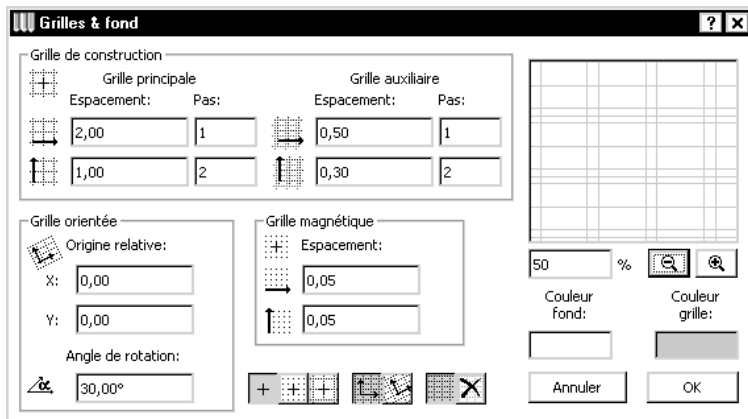 Grilles & fond
Grille de construction
Grille principale Grille auxiliaire
Espacement: Pas: Espacement: Pas:
2,00 1 0,50 1
1,00 2 0,30 2
Grille orientée
Origine relative:
X: 0,00
Y: 0,00
Angle de rotation:
α 30,00°
Grille magnétique
Espacement:
0,05
0,05
50 %
Couleur fond: Couleur grille:
Annuler OK